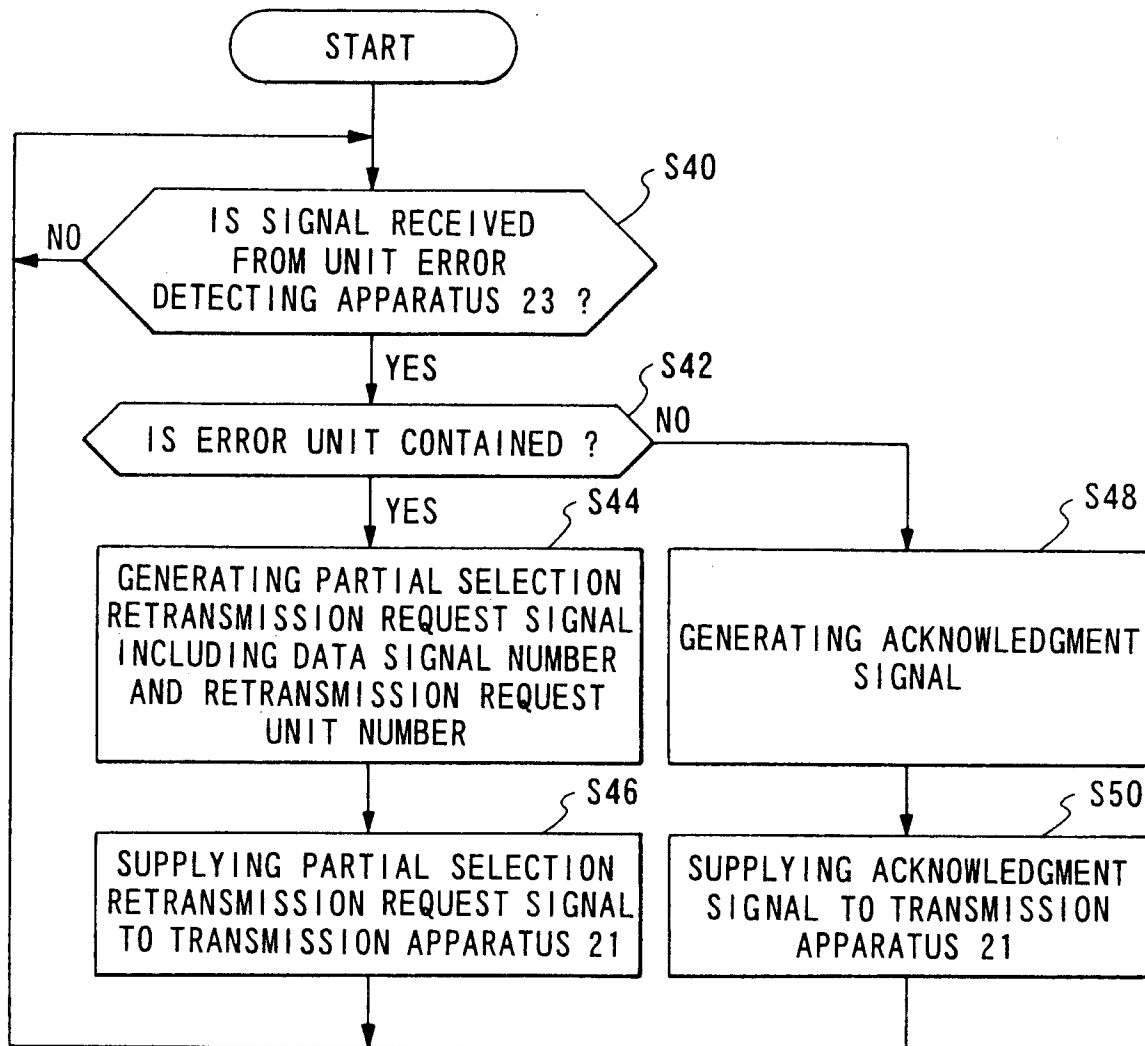 START
S40
NO
IS SIGNAL RECEIVED
FROM UNIT ERROR
DETECTING APPARATUS 23 ?
YES
S42
IS ERROR UNIT CONTAINED ?
NO
YES
S44
GENERATING PARTIAL SELECTION
RETRANSMISSION REQUEST SIGNAL
INCLUDING DATA SIGNAL NUMBER
AND RETRANSMISSION REQUEST
UNIT NUMBER
S48
GENERATING ACKNOWLEDGMENT
SIGNAL
S46
SUPPLYING PARTIAL SELECTION
RETRANSMISSION REQUEST SIGNAL
TO TRANSMISSION APPARATUS 21
S50
SUPPLYING ACKNOWLEDGMENT
SIGNAL TO TRANSMISSION
APPARATUS 21